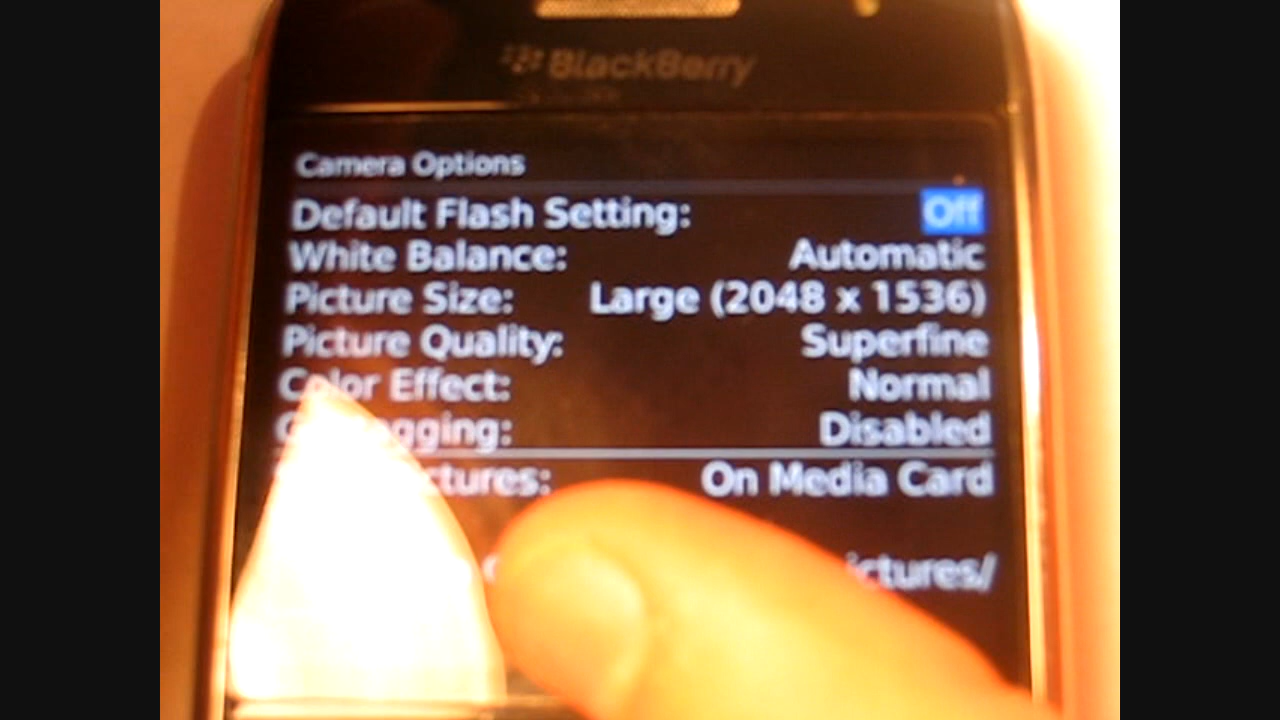 BlackBerry
Camera Options
Default Flash Setting: Off
White Balance: Automatic
Picture Size: Large (2048 x 1536)
Picture Quality: Superfine
Color Effect: Normal
Disabled
On Media Card